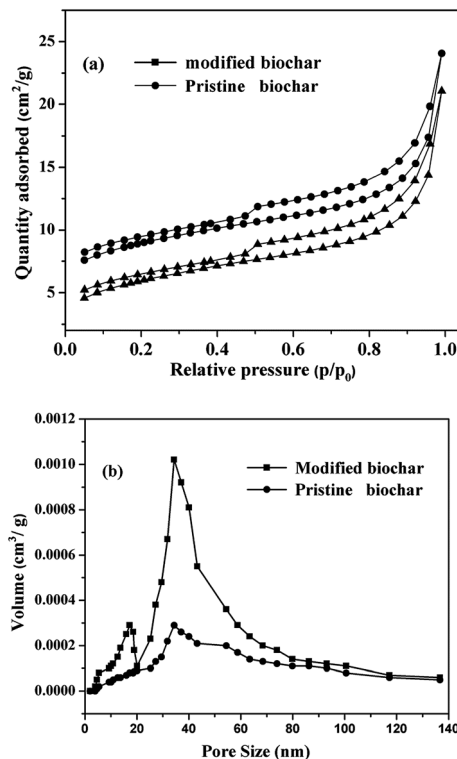 (a)
modified biochar
Pristine biochar
Quantity adsorbed (cm²/g)
25
20
15
10
5
0.0 0.2 0.4 0.6 0.8 1.0
Relative pressure (p/p₀)
(b)
Modified biochar
Pristine biochar
Volume (cm³/ g)
0.0012
0.0010
0.0008
0.0006
0.0004
0.0002
0.0000
0 20 40 60 80 100 120 140
Pore Size (nm)